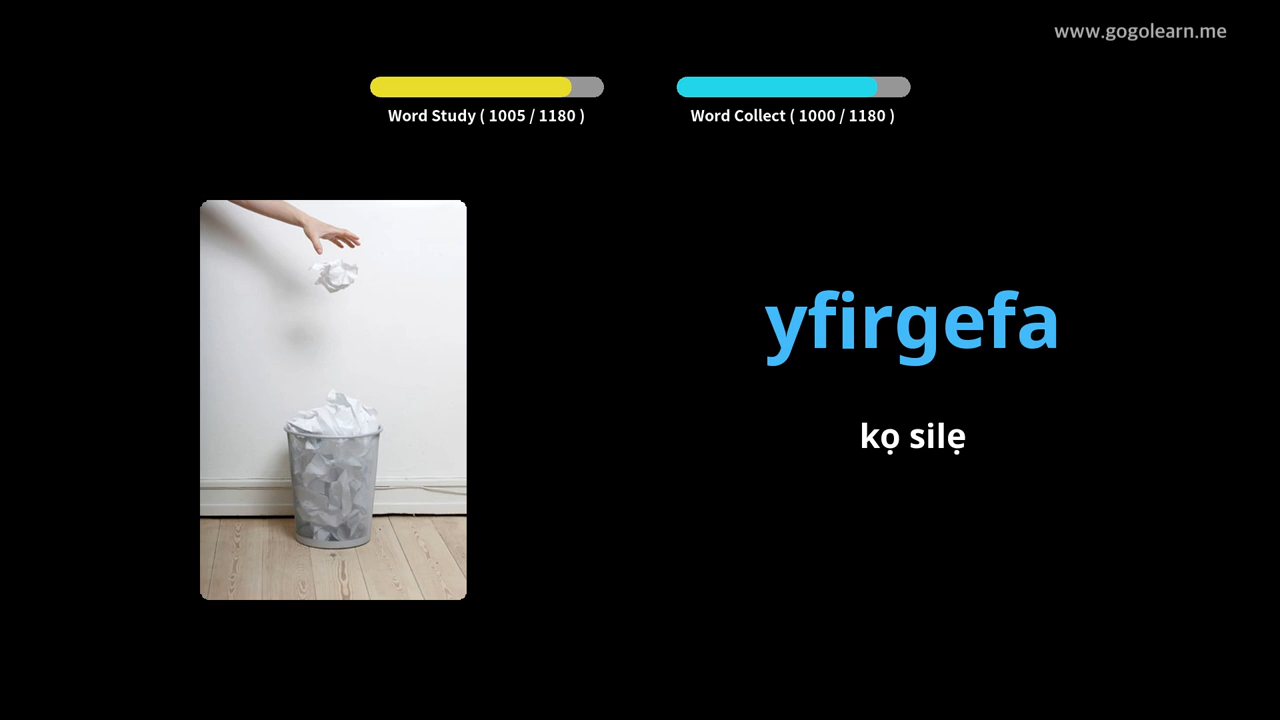 www.gogolearn.me
Word Study ( 1005 / 1180 )
Word Collect ( 1000 / 1180 )
yfirgefa
kọ silẹ